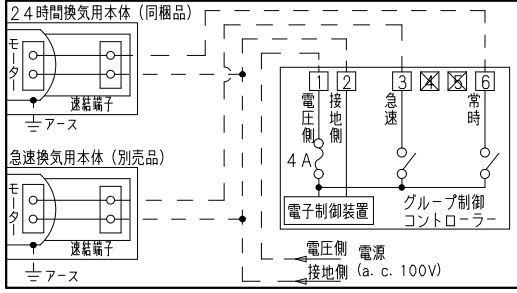 24時間換気用本体(同梱品)
モーター
速結端子
アース
急速換気用本体(別売品)
モーター
速結端子
アース
1 2 3 4 5 6
電圧側
接地側
急速
常時
4A
電子制御装置
グループ制御
コントローラー
電圧側 電源
接地側 (a. c. 100V)